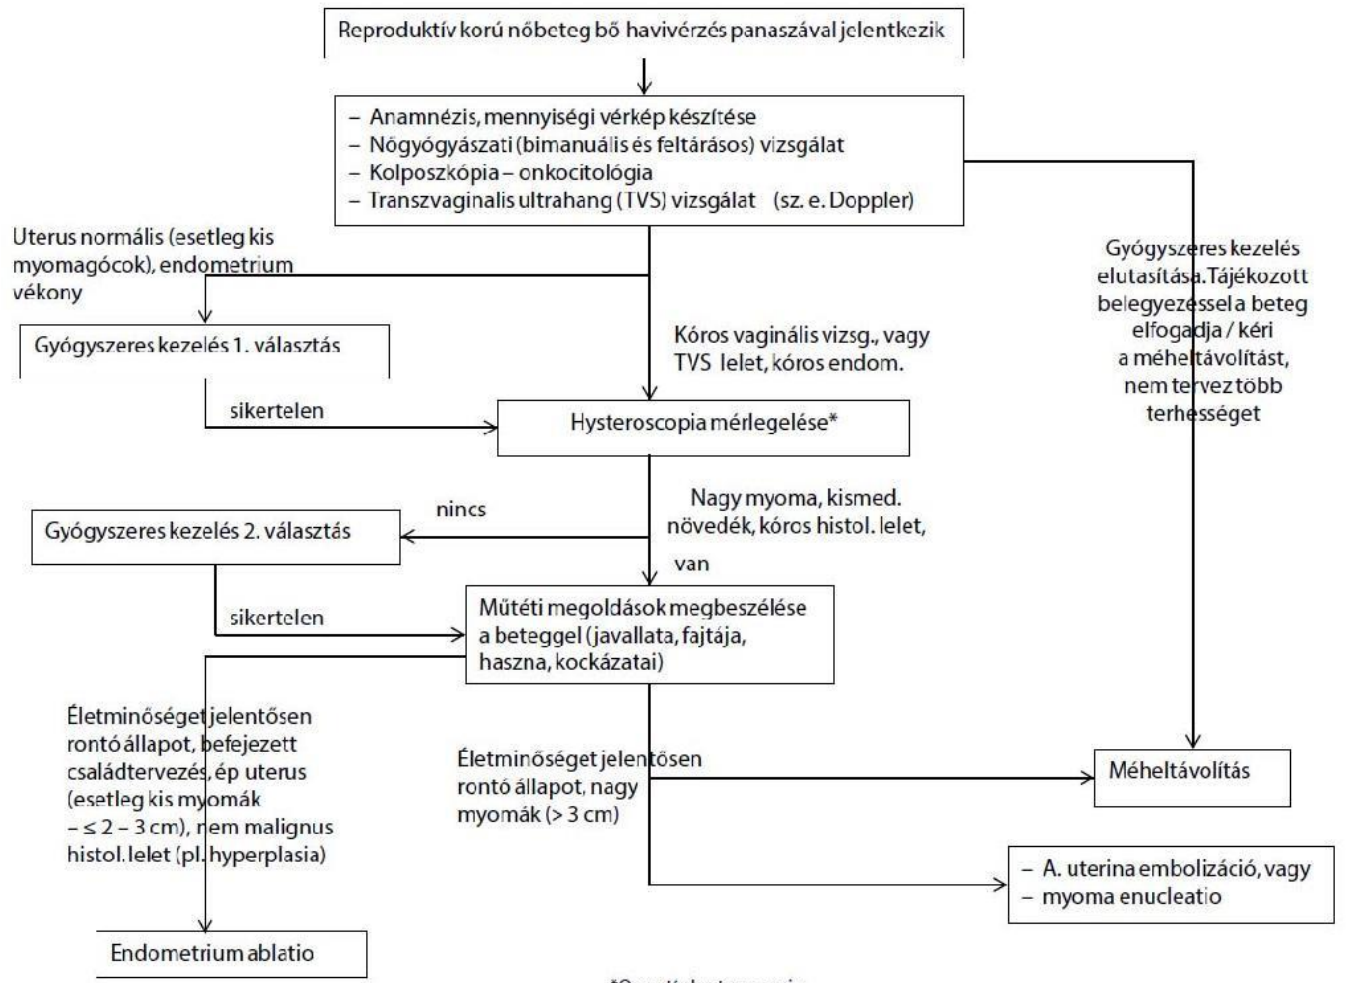 Reproduktív korú nőbeteg bő havivérzés panaszával jelentkezik
– Anamnézis, mennyiségi vérkép készítése
– Nőgyógyászati (bimanuális és feltárásos) vizsgálat
– Kolposzkópia – onkocitológia
– Transzvaginalis ultrahang (TVS) vizsgálat (sz. e. Doppler)
Uterus normális (esetleg kis
myomagócok), endometrium
vékony
Gyógyszeres kezelés
elutasítása. Tájékozott
belegyezéssel a beteg
elfogadja / kéri
a méheltávolítást,
nem tervez több
terhességet
Gyógyszeres kezelés 1. választás
Kóros vaginális vizsg., vagy
TVS lelet, kóros endom.
sikertelen
Hysteroscopia mérlegelése*
Nagy myoma, kismed.
növedék, kóros histol. lelet,
nincs
van
Gyógyszeres kezelés 2. választás
sikertelen
Műtéti megoldások megbeszélése
a beteggel (javallata, fajtája,
haszna, kockázatai)
Életminőséget jelentősen
rontó állapot, befejezett
családtervezés, ép uterus
(esetleg kis myomák
– ≤ 2 – 3 cm), nem malignus
histol. lelet (pl. hyperplasia)
Életminőséget jelentősen
rontó állapot, nagy
myomák (> 3 cm)
Méheltávolítás
– A. uterina embolizáció, vagy
– myoma enucleatio
Endometrium ablatio